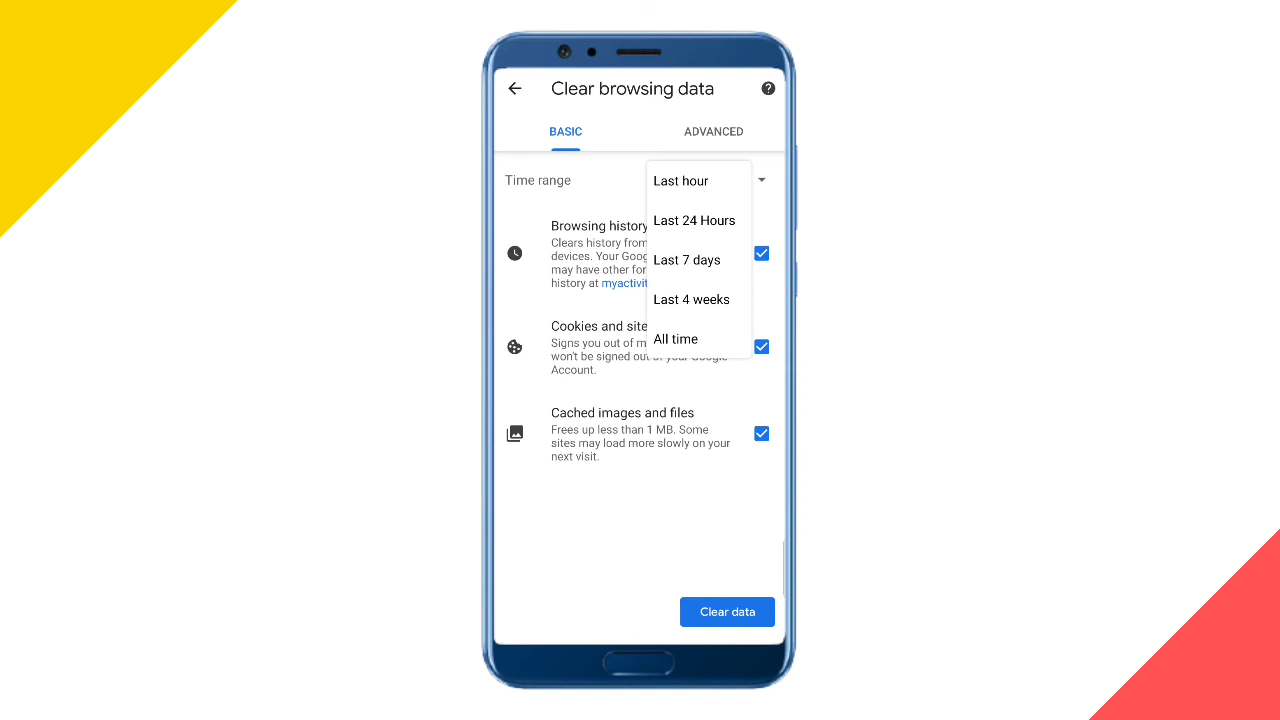 Clear browsing data
BASIC
ADVANCED
Time range
Last hour
Last 24 Hours
Last 7 days
Last 4 weeks
All time
Browsing history
Clears history from
devices. Your Goog
may have other for
history at myactivit
Cookies and site
Signs you out of m
won't be signed out of your Google
Account.
Cached images and files
Frees up less than 1 MB. Some
sites may load more slowly on your
next visit.
Clear data